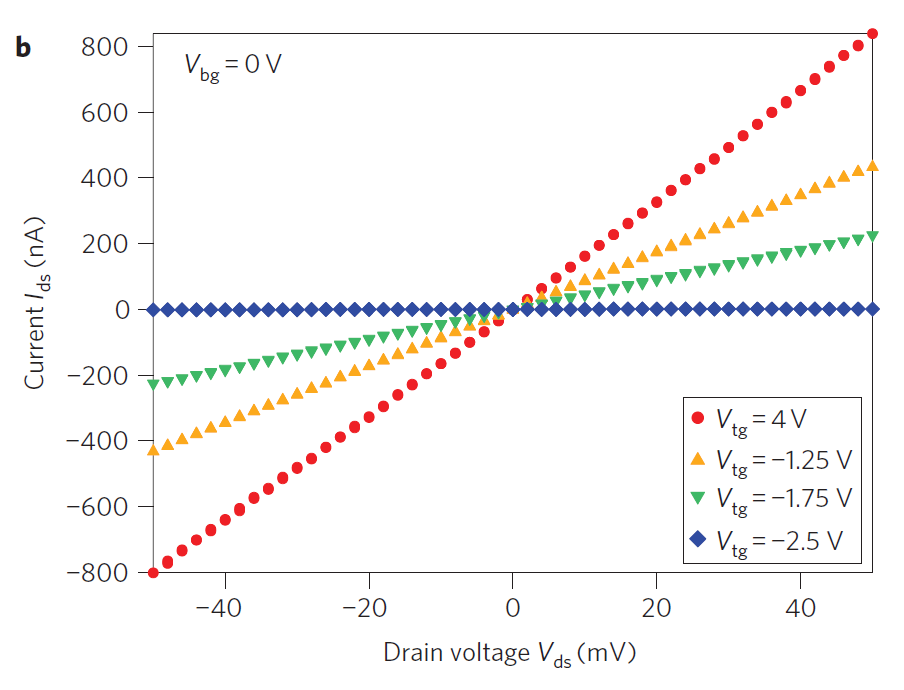 b
V_bg = 0 V
800
600
400
200
0
−200
−400
−600
−800
Current I_ds (nA)
V_tg = 4 V
V_tg = −1.25 V
V_tg = −1.75 V
V_tg = −2.5 V
−40 −20 0 20 40
Drain voltage V_ds (mV)